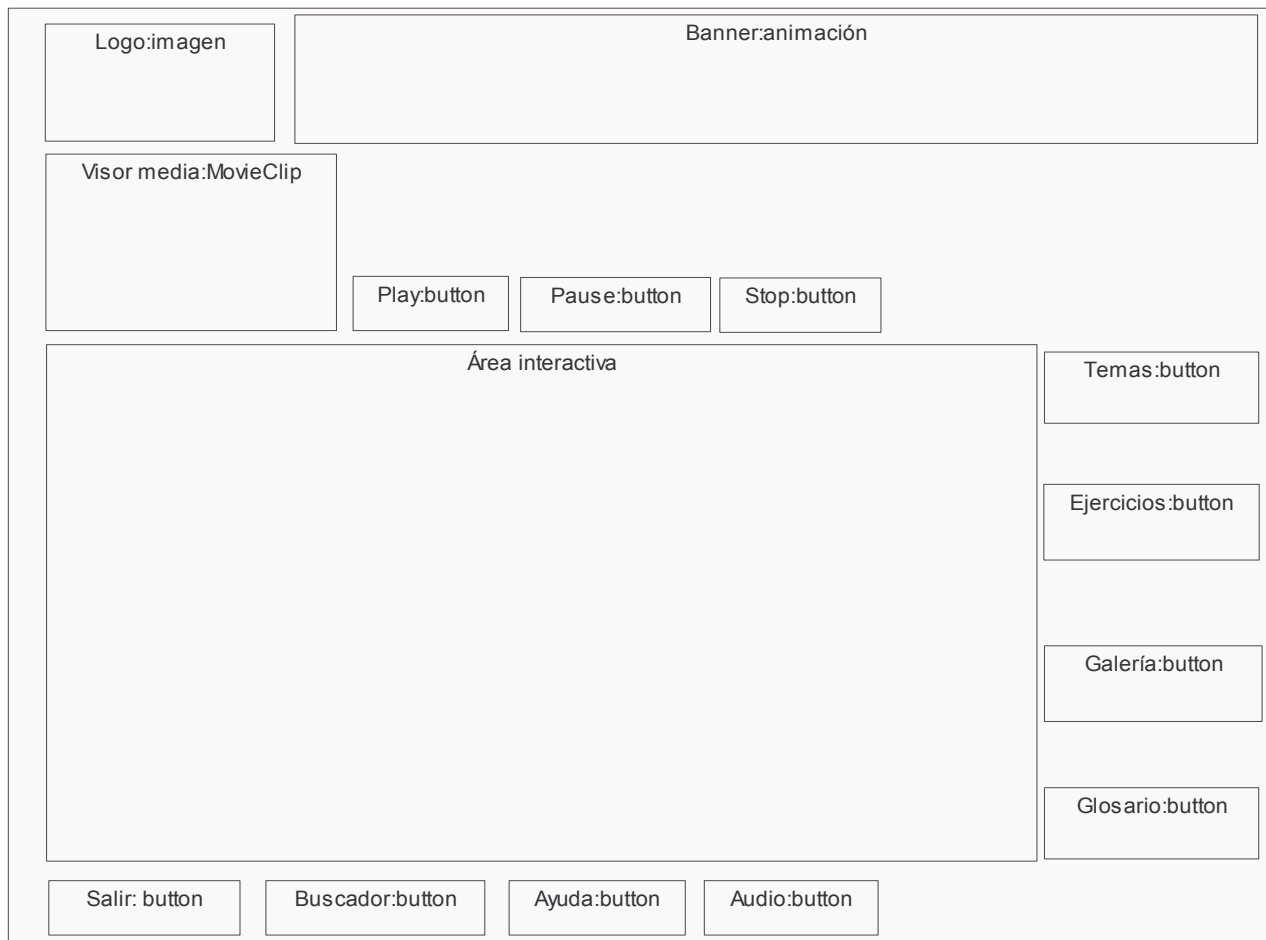 Logo:imagen
Banner:animación
Visor media:MovieClip
Play:button
Pause:button
Stop:button
Área interactiva
Temas:button
Ejercicios:button
Galería:button
Glosario:button
Salir: button
Buscador:button
Ayuda:button
Audio:button